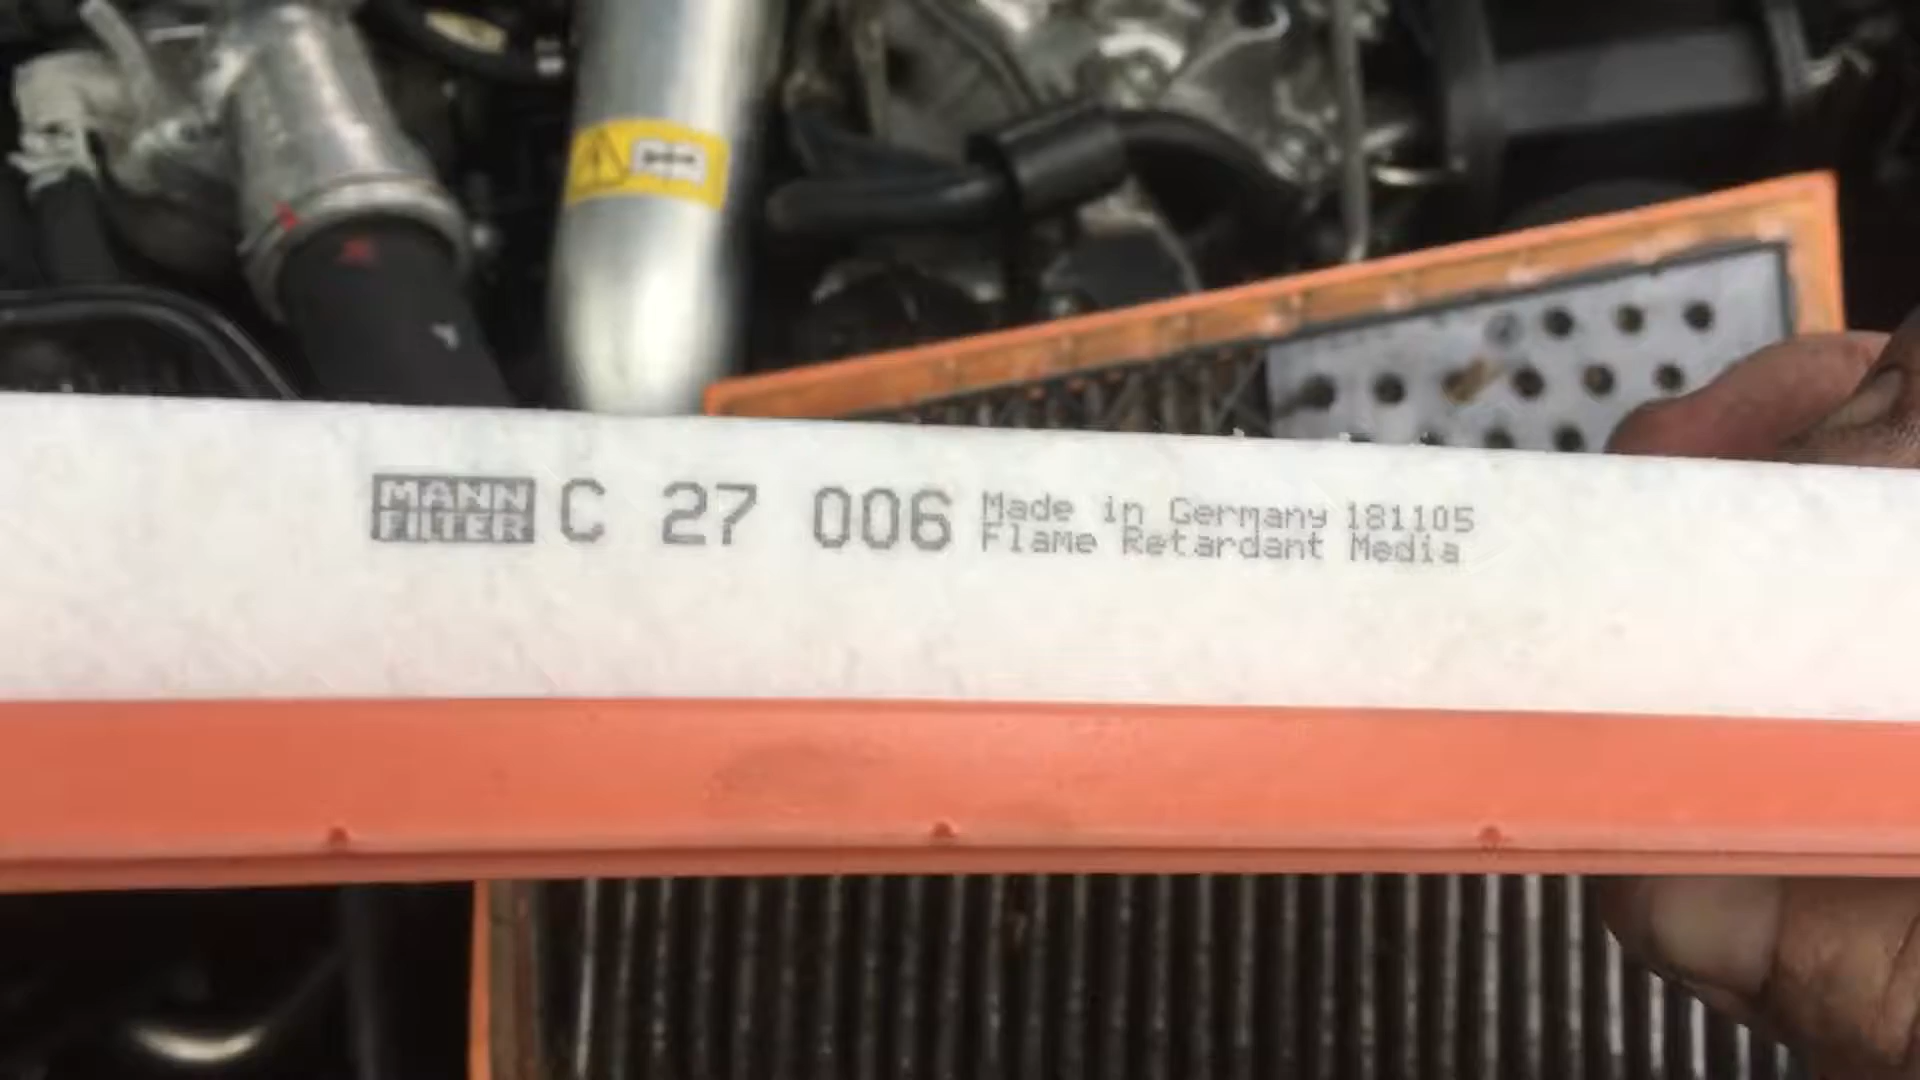 MANN
FILTER
C 27 006
Made in Germany 181105
Flame Retardant Media